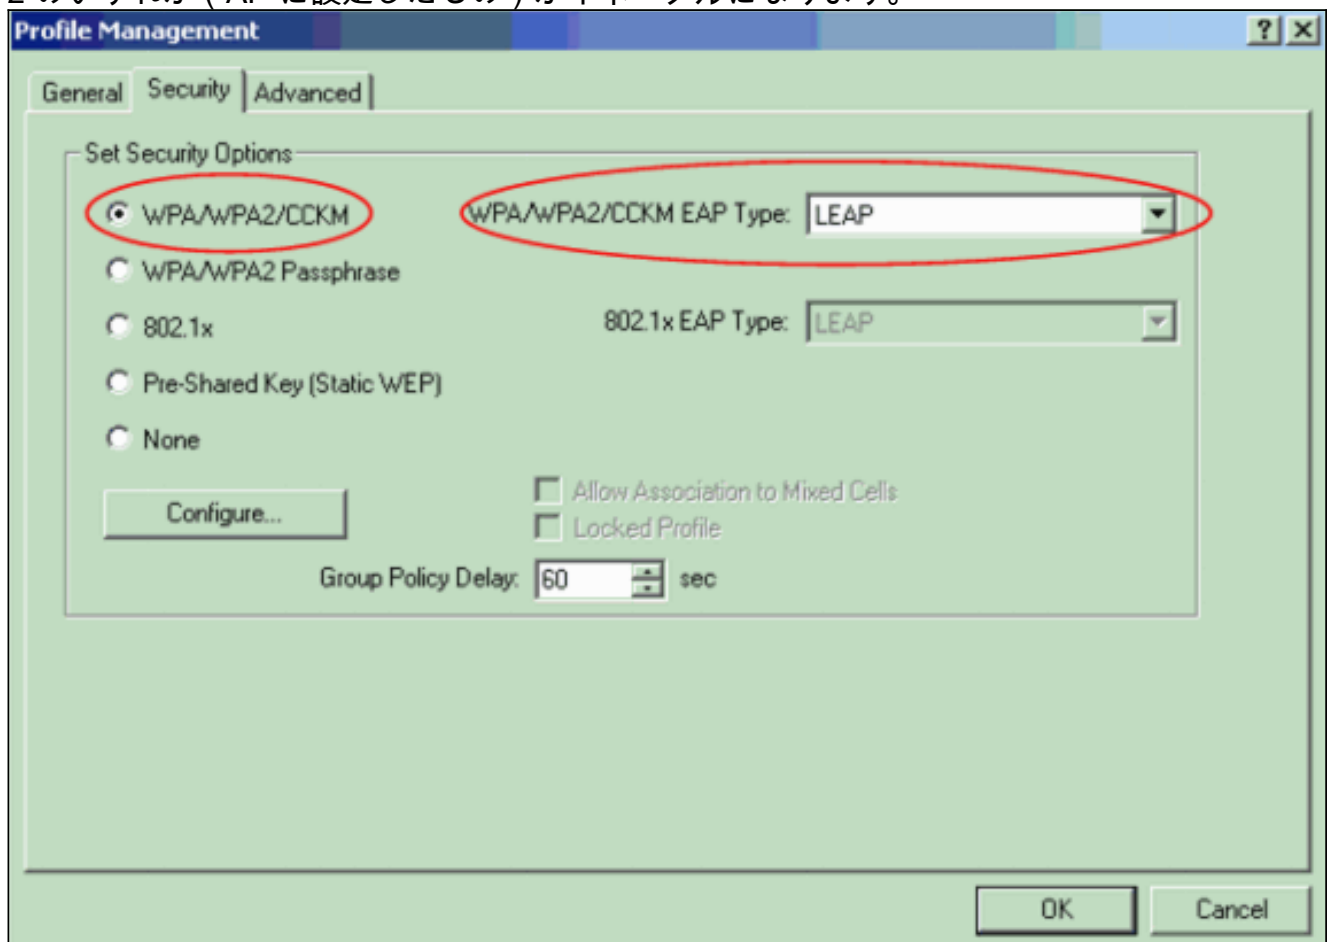 Profile Management
General Security Advanced
Set Security Options
WPA/WPA2/CCKM WPA/WPA2/CCKM EAP Type: LEAP
WPA/WPA2 Passphrase
802.1x 802.1x EAP Type: LEAP
Pre-Shared Key (Static WEP)
None
Allow Association to Mixed Cells
Configure...
Locked Profile
Group Policy Delay: 60 sec
OK Cancel